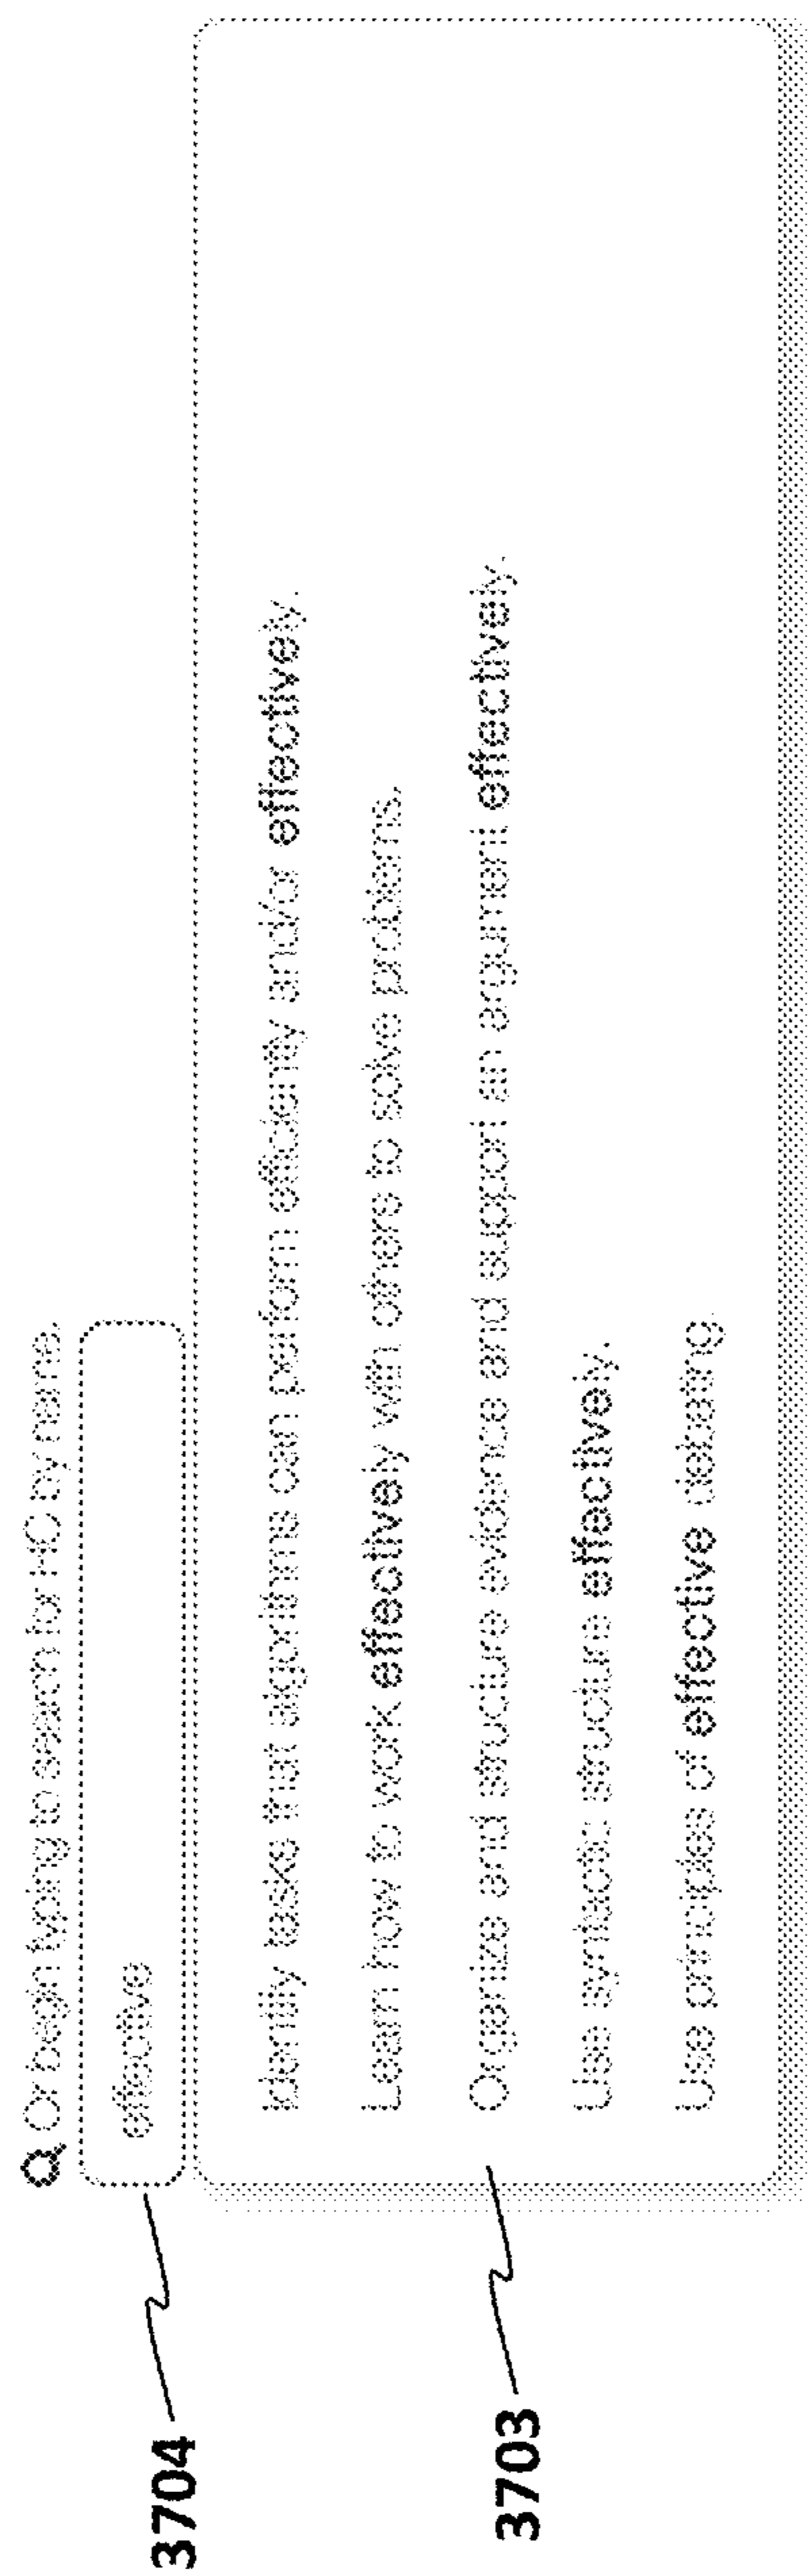 Or begin typing to search for HC by name.
effective
Identify tasks that algorithms can perform efficiently and/or effectively.
Learn how to work effectively with others to solve problems.
Organize and structure evidence and support an argument effectively.
Use syntactic structure effectively.
Use principles of effective debating.
3704
3703